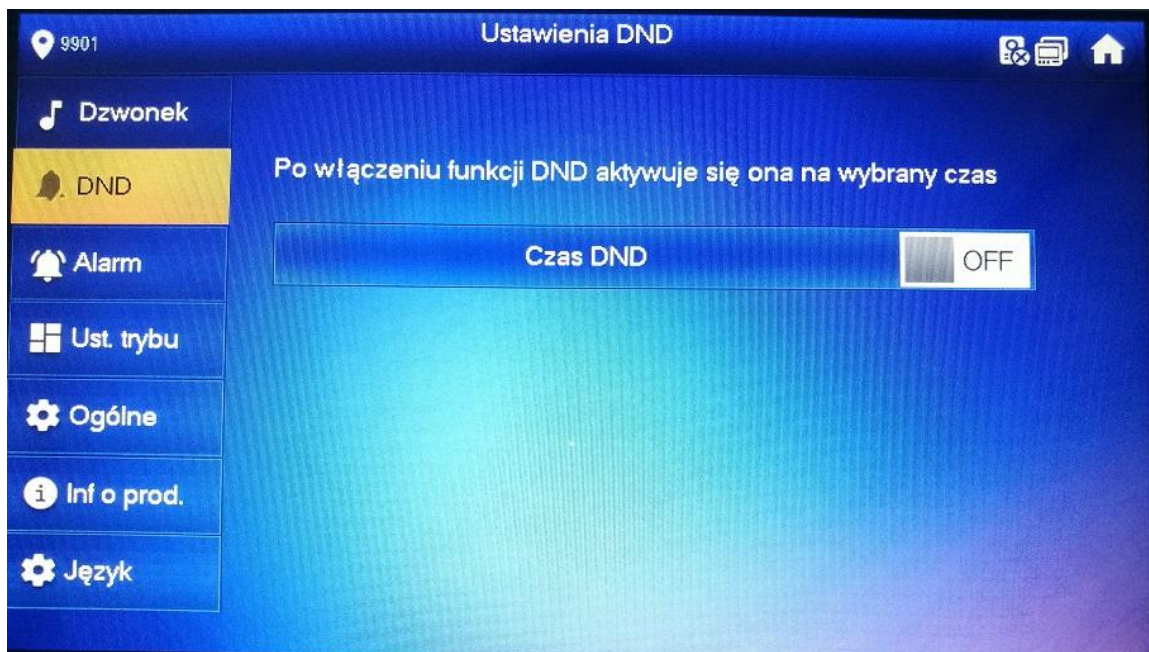 9901
Ustawienia DND
Dzwonek
DND
Po włączeniu funkcji DND aktywuje się ona na wybrany czas
Alarm
Czas DND
OFF
Ust. trybu
Ogólne
Inf o prod.
Język